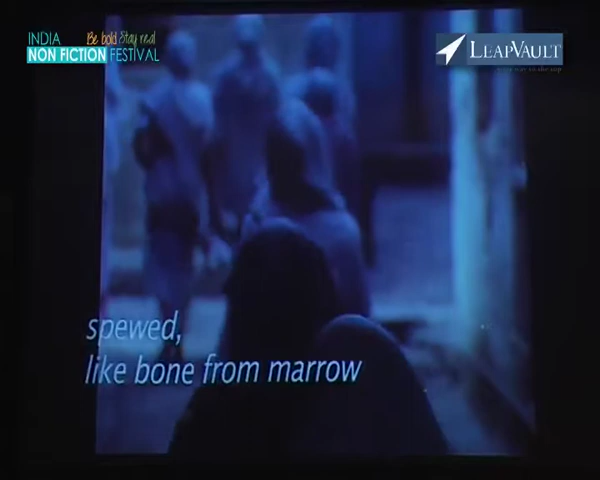 INDIA
Be bold Stay real
NON FICTION FESTIVAL
LEAPVAULT
spewed,
like bone from marrow